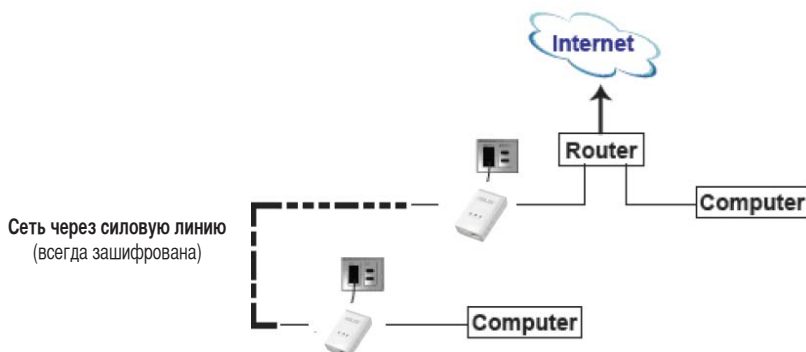 Internet
Router
Computer
Сеть через силовую линию
(всегда зашифрована)
Computer